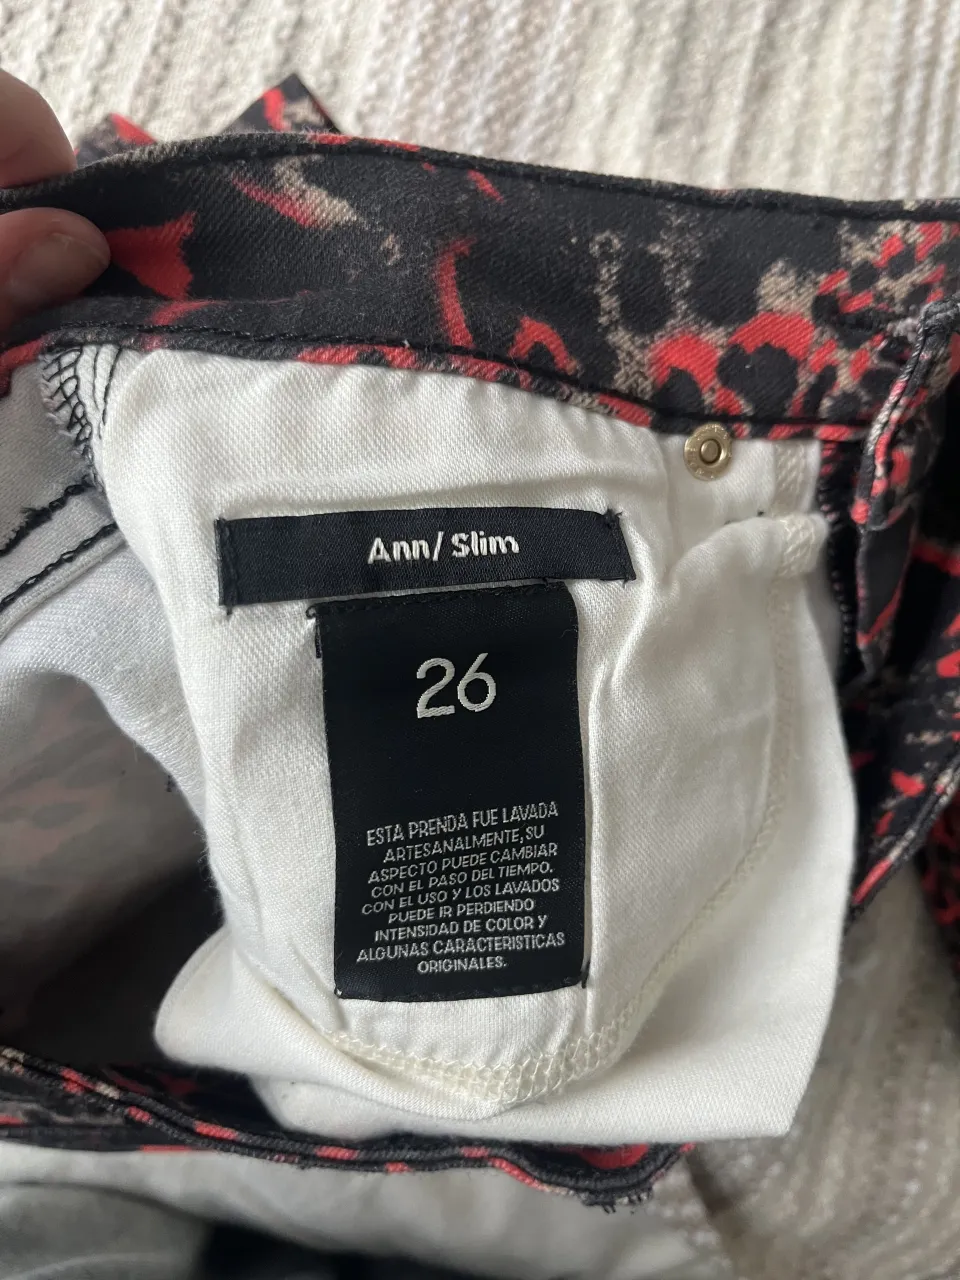 Ann/ Slim
26
ESTA PRENDA FUE LAVADA
ARTESANALMENTE, SU
ASPECTO PUEDE CAMBIAR
CON EL PASO DEL TIEMPO.
CON EL USO Y LOS LAVADOS
PUEDE IR PERDIENDO
INTENSIDAD DE COLOR Y
ALGUNAS CARACTERISTICAS
ORIGINALES.